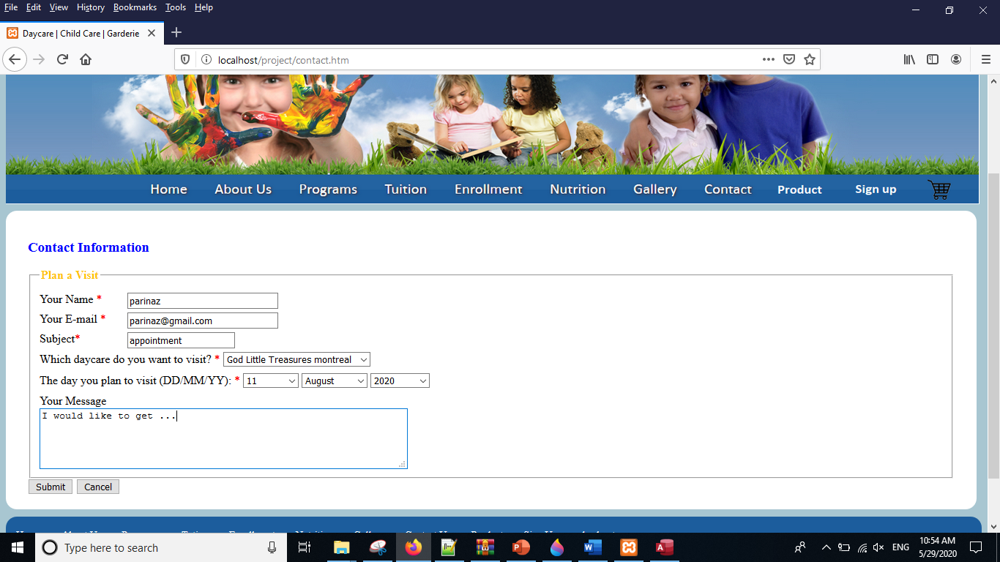 File Edit View History Bookmarks Tools Help
Daycare | Child Care | Garderie
localhost/project/contact.htm
Home About Us Programs Tuition Enrollment Nutrition Gallery Contact Product Sign up
Contact Information
Plan a Visit
Your Name * parinaz
Your E-mail * parinaz@gmail.com
Subject* appointment
Which daycare do you want to visit? * God Little Treasures montreal
The day you plan to visit (DD/MM/YY): * 11 August 2020
Your Message
I would like to get ...
Submit Cancel
Type here to search
ENG
10:54 AM
5/29/2020